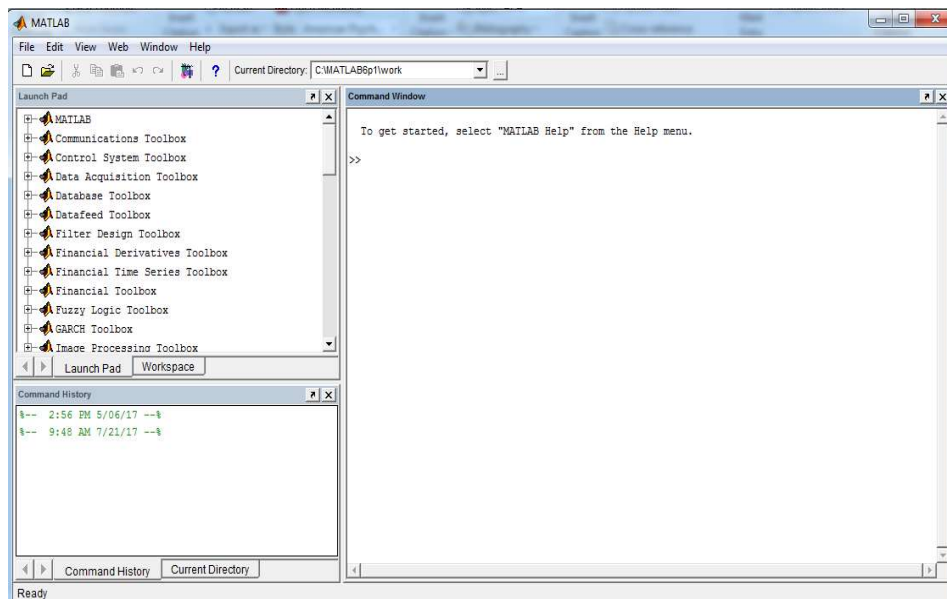 MATLAB
File Edit View Web Window Help
? Current Directory: C:\MATLAB6p1\work ...
Launch Pad
MATLAB
Communications Toolbox
Control System Toolbox
Data Acquisition Toolbox
Database Toolbox
Datafeed Toolbox
Filter Design Toolbox
Financial Derivatives Toolbox
Financial Time Series Toolbox
Financial Toolbox
Fuzzy Logic Toolbox
GARCH Toolbox
Image Processing Toolbox
Launch Pad Workspace
Command History
%-- 2:56 PM 5/06/17 --%
%-- 9:48 AM 7/21/17 --%
Command History Current Directory
Command Window
To get started, select "MATLAB Help" from the Help menu.
>>
Ready